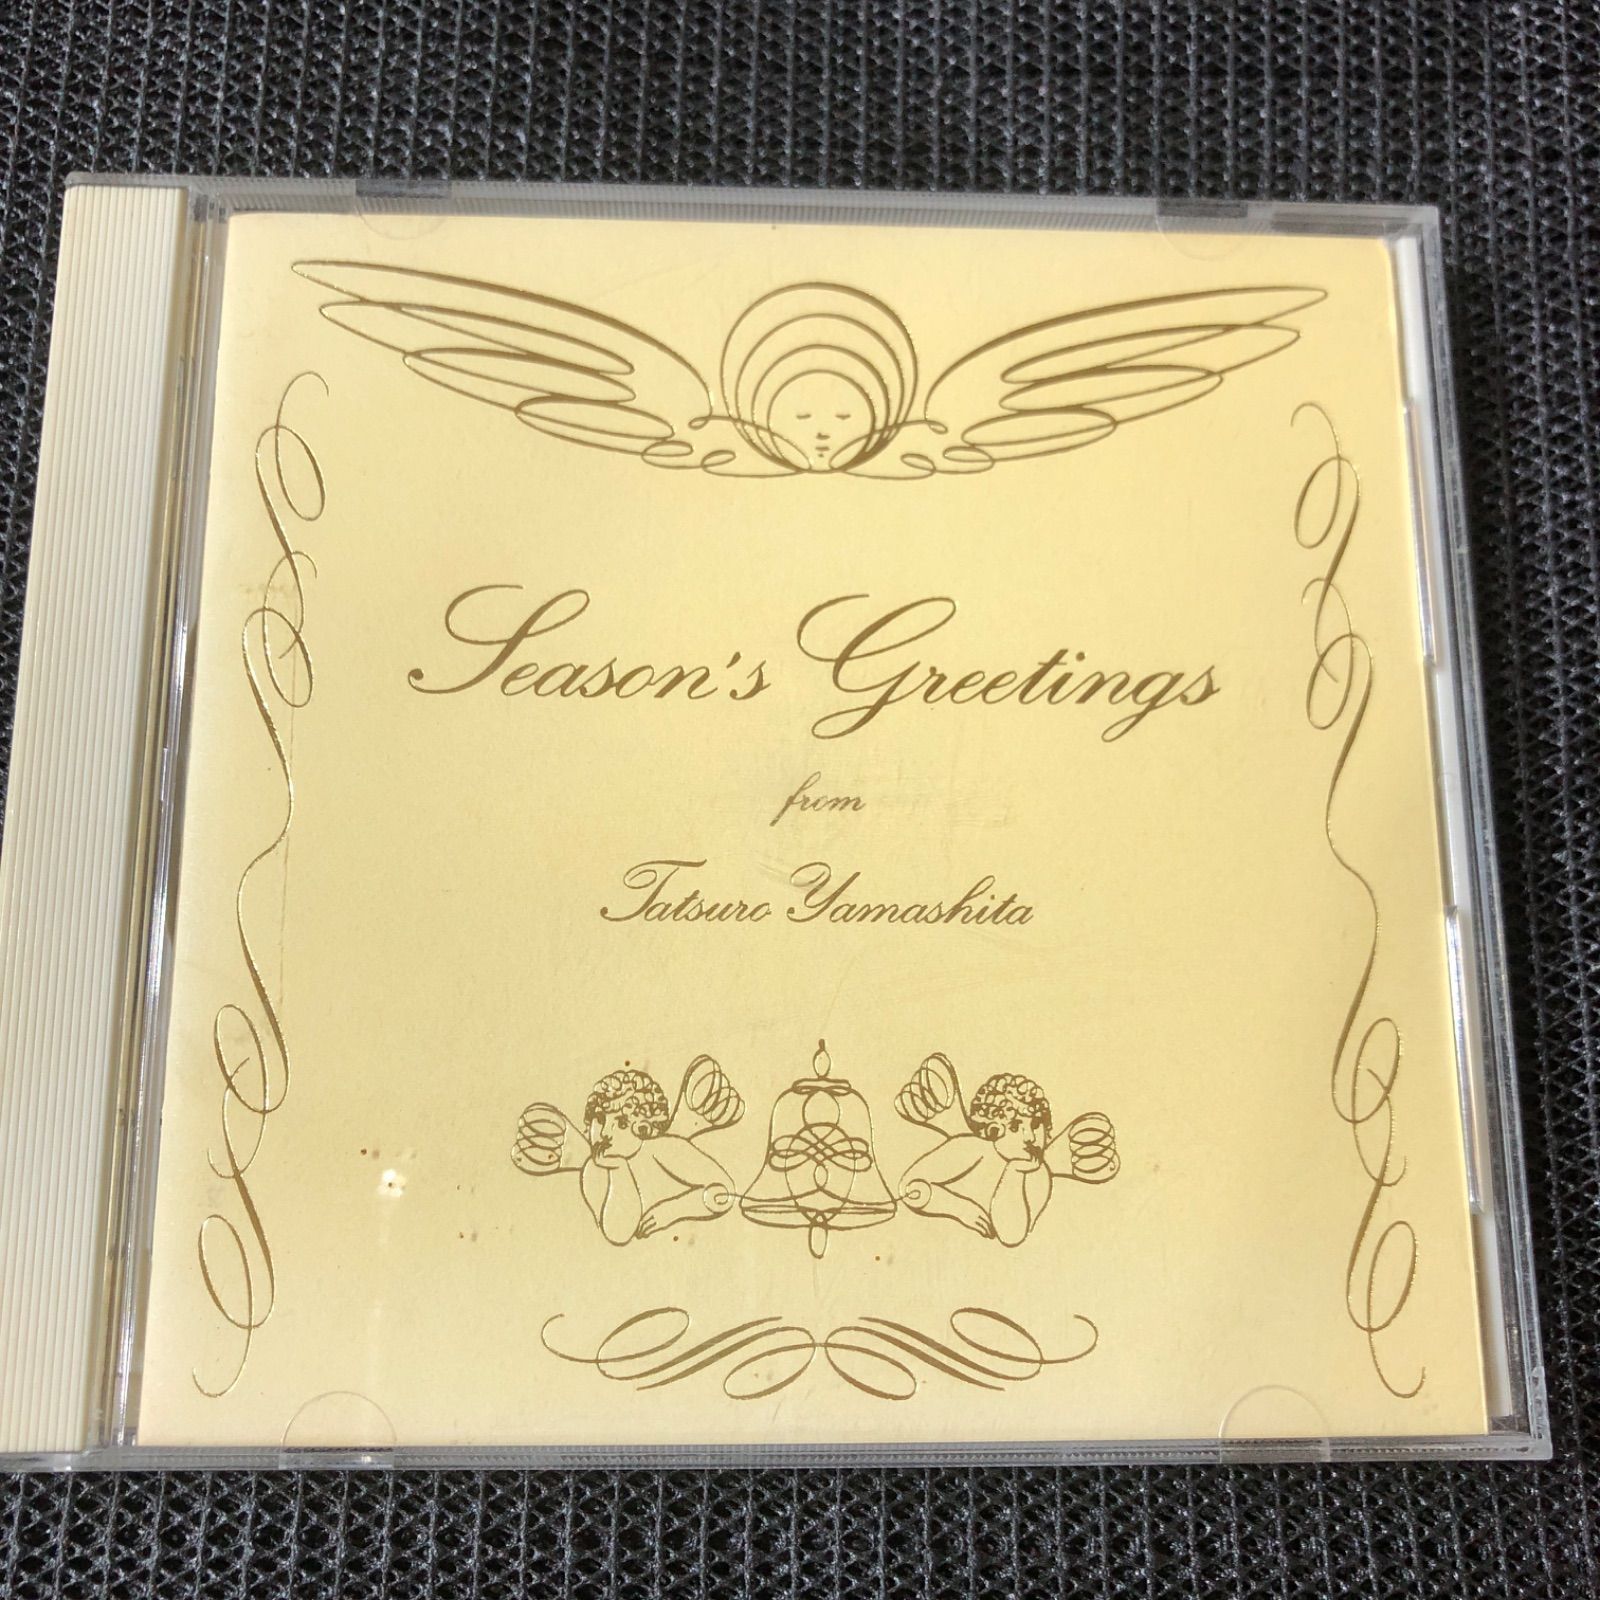 Season's Greetings
from
Tatsuro Yamashita